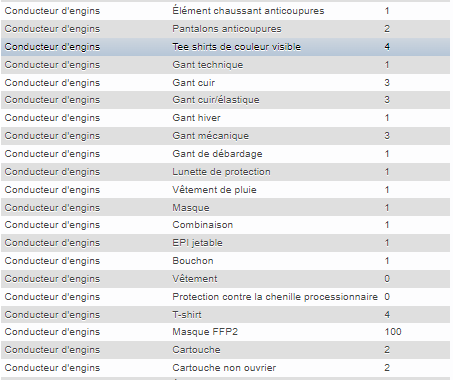 Conducteur d'engins Élément chaussant anticoupures 1
Conducteur d'engins Pantalons anticoupures 2
Conducteur d'engins Tee shirts de couleur visible 4
Conducteur d'engins Gant technique 1
Conducteur d'engins Gant cuir 3
Conducteur d'engins Gant cuir/élastique 3
Conducteur d'engins Gant hiver 1
Conducteur d'engins Gant mécanique 3
Conducteur d'engins Gant de débardage 1
Conducteur d'engins Lunette de protection 1
Conducteur d'engins Vêtement de pluie 1
Conducteur d'engins Masque 1
Conducteur d'engins Combinaison 1
Conducteur d'engins EPI jetable 1
Conducteur d'engins Bouchon 1
Conducteur d'engins Vêtement 0
Conducteur d'engins Protection contre la chenille processionnaire 0
Conducteur d'engins T-shirt 4
Conducteur d'engins Masque FFP2 100
Conducteur d'engins Cartouche 2
Conducteur d'engins Cartouche non ouvrier 2